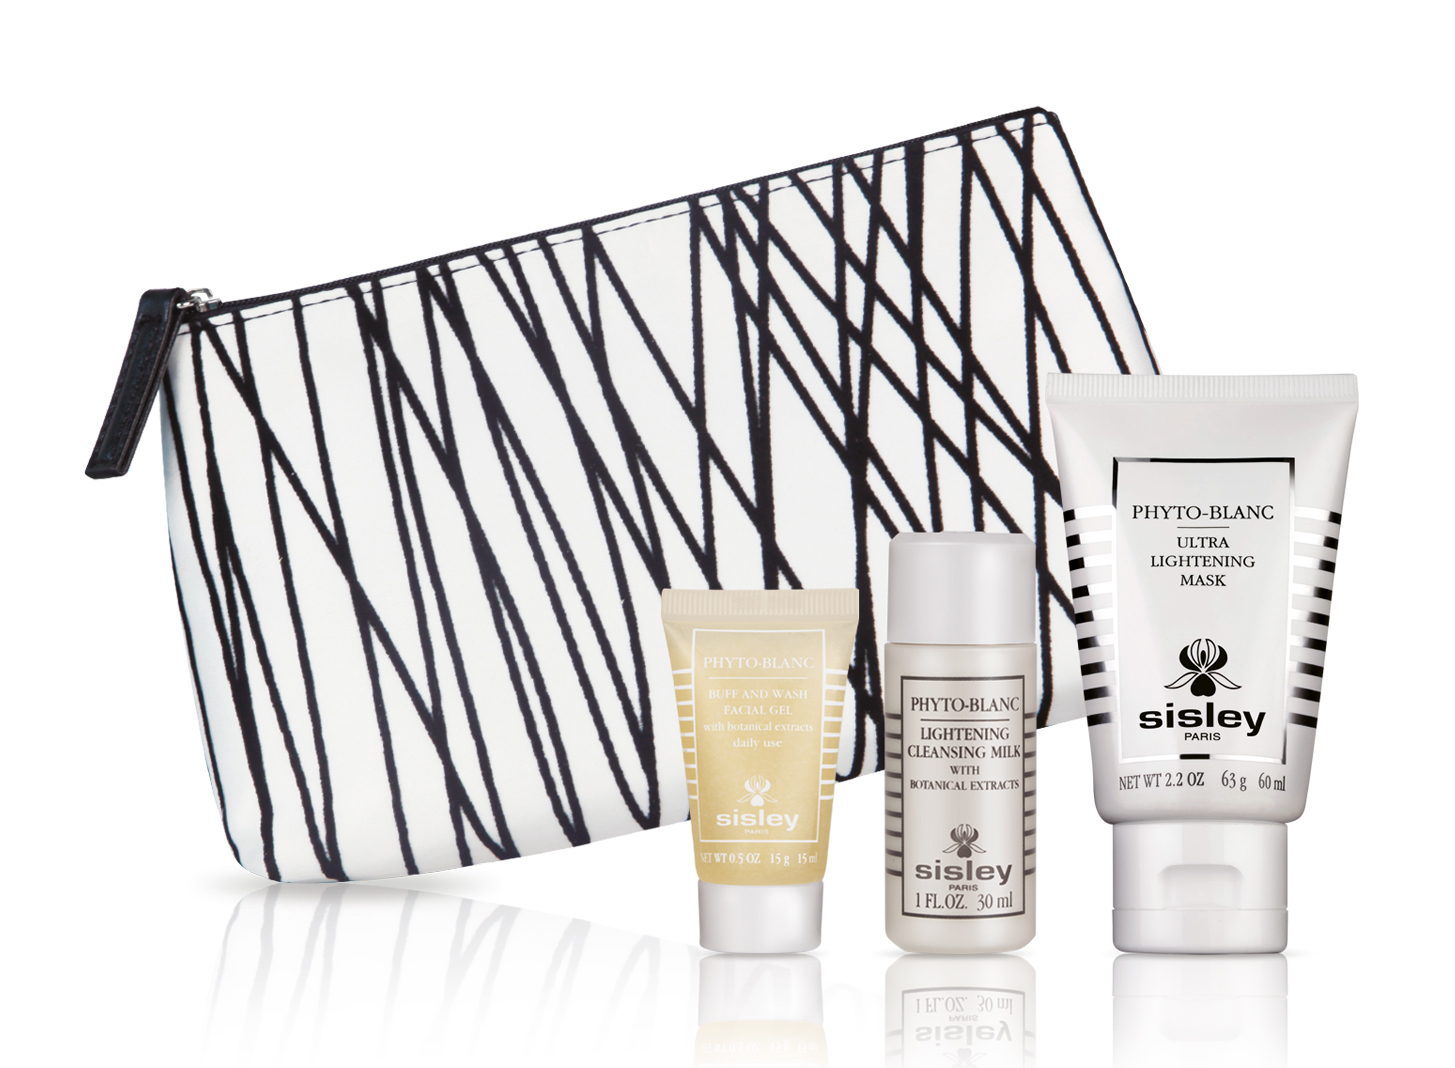 PHYTO-BLANC
BUFF AND WASH
FACIAL GEL
with botanical extracts
daily use
sisley
PARIS
NET WT 0.5 OZ 15 g 15 ml
PHYTO-BLANC
LIGHTENING
CLEANSING MILK
WITH
BOTANICAL EXTRACTS
sisley
PARIS
1 FL.OZ. 30 ml
PHYTO-BLANC
ULTRA
LIGHTENING
MASK
sisley
PARIS
NET WT 2.2 OZ 63 g 60 ml